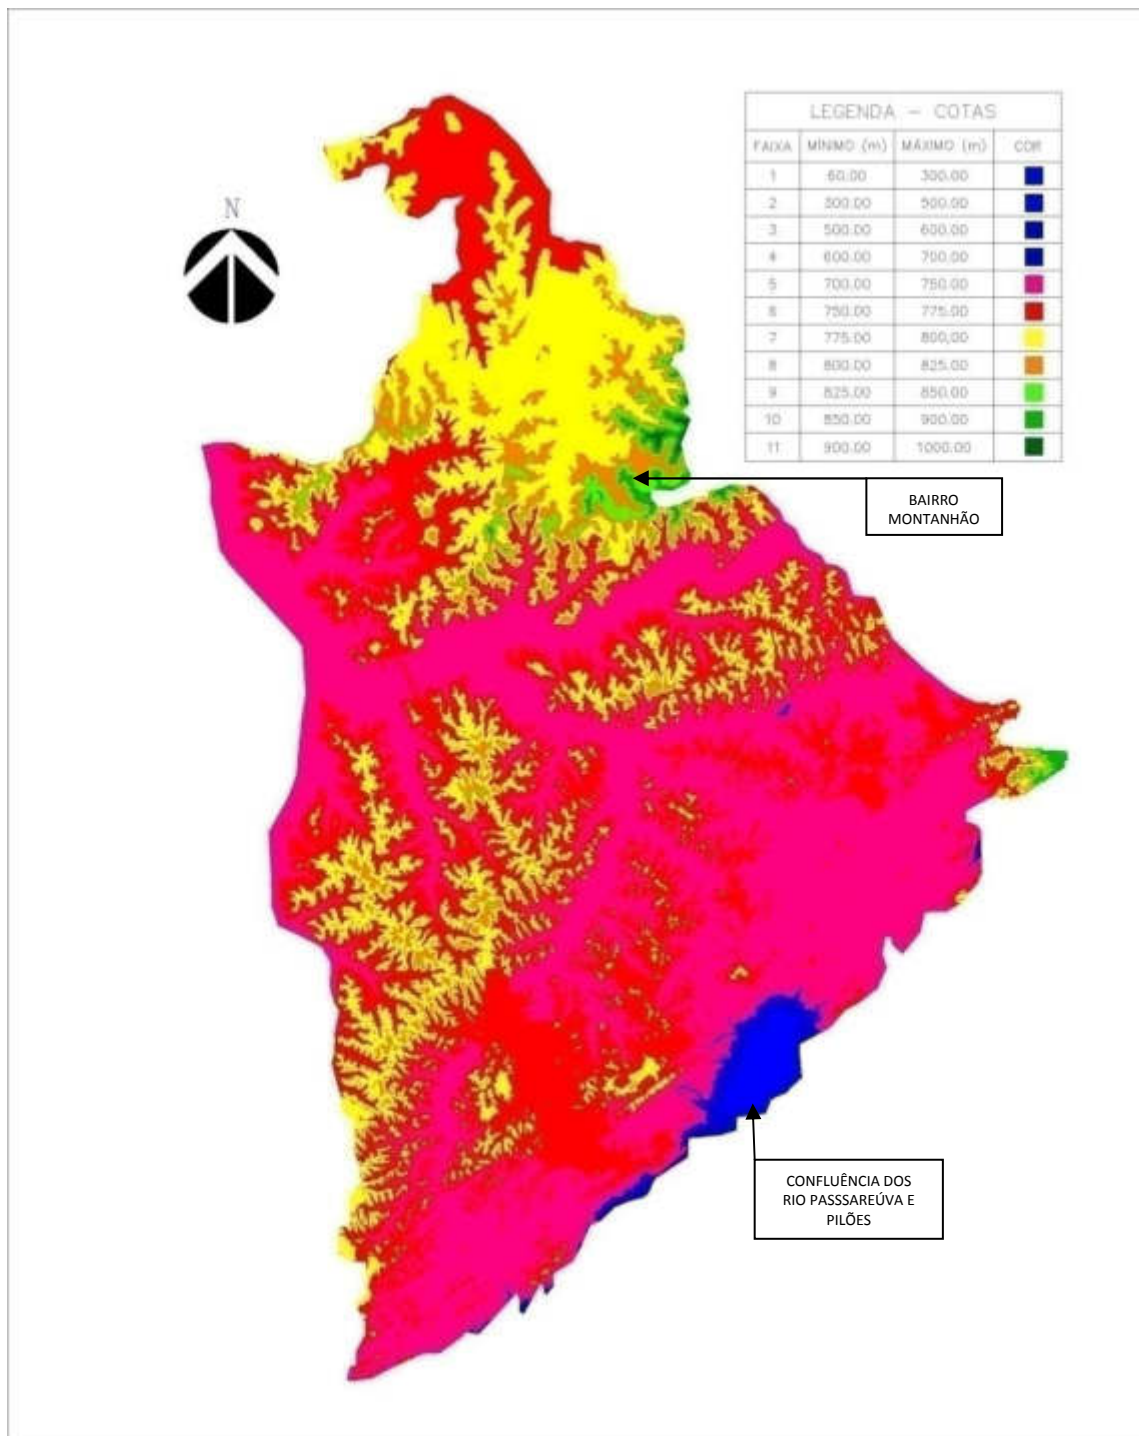 LEGENDA – COTAS
FAIXA MÍNIMO (m) MÁXIMO (m) COR
1 60.00 300.00
2 300.00 500.00
3 500.00 600.00
4 600.00 700.00
5 700.00 750.00
6 750.00 775.00
7 775.00 800,00
8 800.00 825.00
9 825.00 850.00
10 850.00 900.00
11 900.00 1000.00
N
BAIRRO
MONTANHÃO
CONFLUÊNCIA DOS
RIO PASSSAREÚVA E
PILÕES